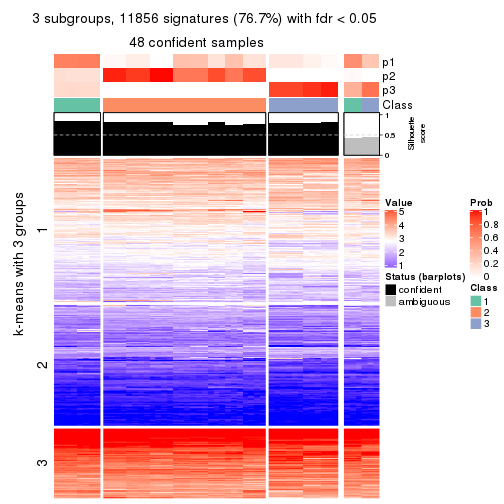 3 subgroups, 11856 signatures (76.7%) with fdr < 0.05
48 confident samples
p1
p2
p3
Class
1
0.5
0
Silhouette
score
k-means with 3 groups
1
2
3
Value
5
4
3
2
1
Status (barplots)
confident
ambiguous
Prob
1
0.8
0.6
0.4
0.2
0
Class
1
2
3